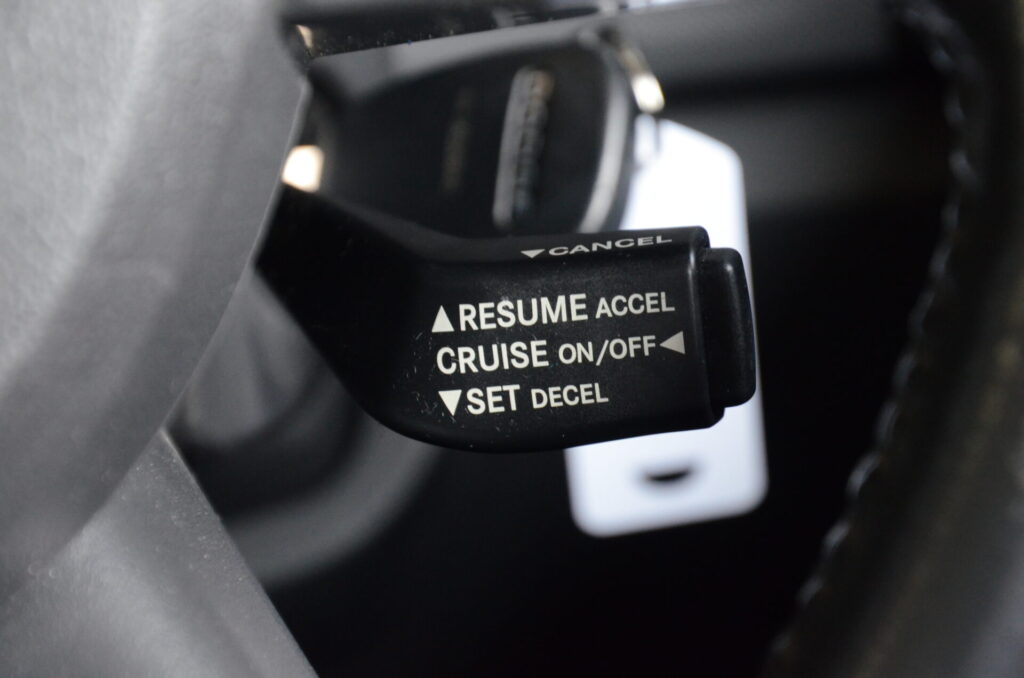 ▼CANCEL
▲RESUME ACCEL
CRUISE ON/OFF◀
▼SET DECEL